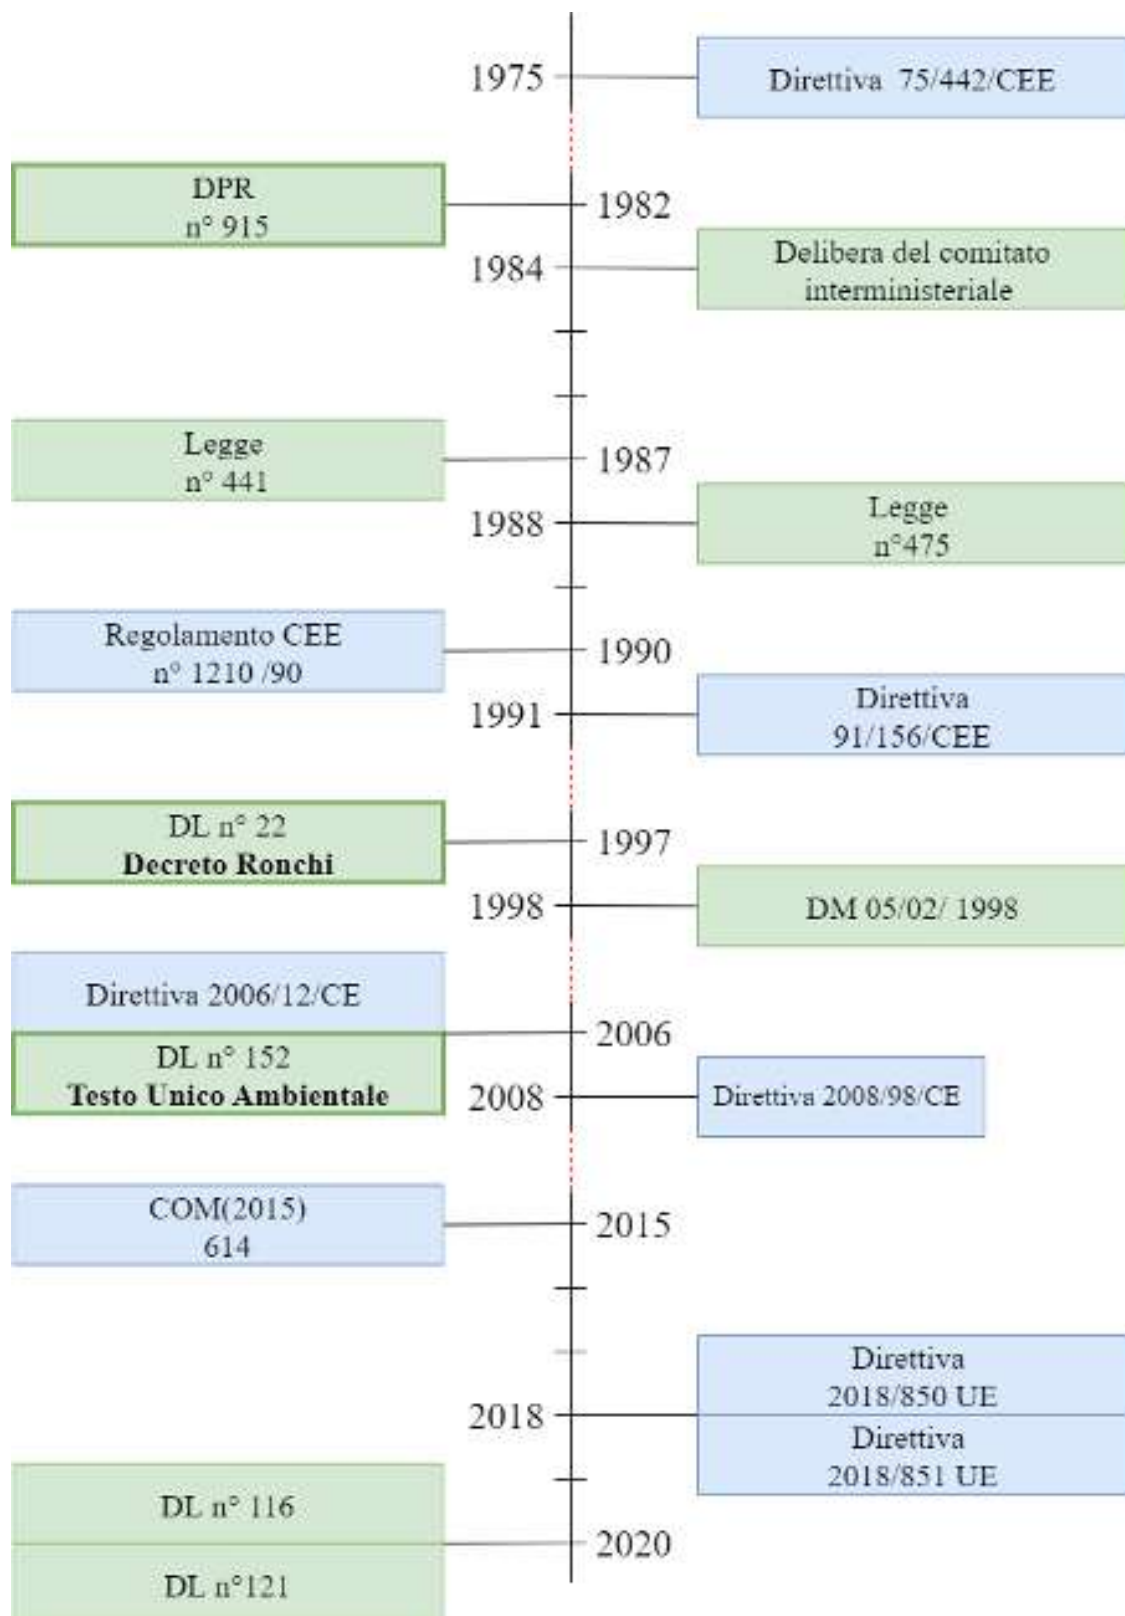 1975
Direttiva 75/442/CEE
DPR
n° 915
1982
1984
Delibera del comitato
interministeriale
Legge
n° 441
1987
1988
Legge
n°475
Regolamento CEE
n° 1210 /90
1990
1991
Direttiva
91/156/CEE
DL n° 22
Decreto Ronchi
1997
1998
DM 05/02/ 1998
Direttiva 2006/12/CE
2006
DL n° 152
Testo Unico Ambientale
2008
Direttiva 2008/98/CE
COM(2015)
614
2015
2018
Direttiva
2018/850 UE
Direttiva
2018/851 UE
DL n° 116
2020
DL n°121